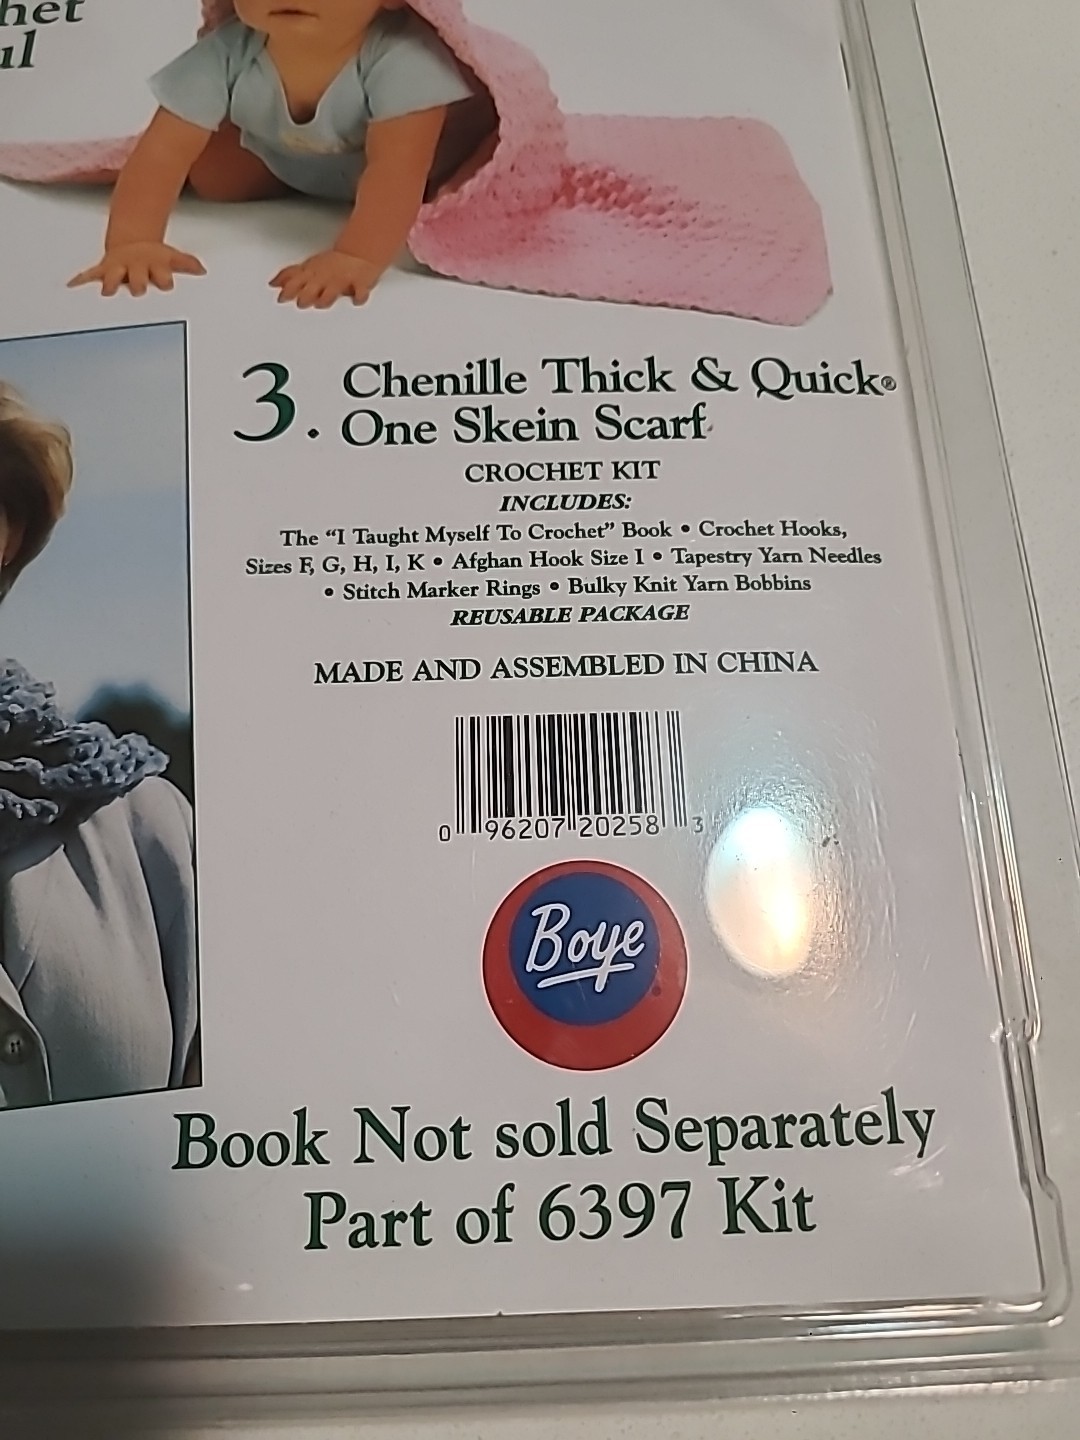 3. Chenille Thick & Quick®
One Skein Scarf
CROCHET KIT
INCLUDES:
The “I Taught Myself To Crochet” Book • Crochet Hooks,
Sizes F, G, H, I, K • Afghan Hook Size I • Tapestry Yarn Needles
• Stitch Marker Rings • Bulky Knit Yarn Bobbins
REUSABLE PACKAGE
MADE AND ASSEMBLED IN CHINA
0 96207 20258 3
Boye
Book Not sold Separately
Part of 6397 Kit